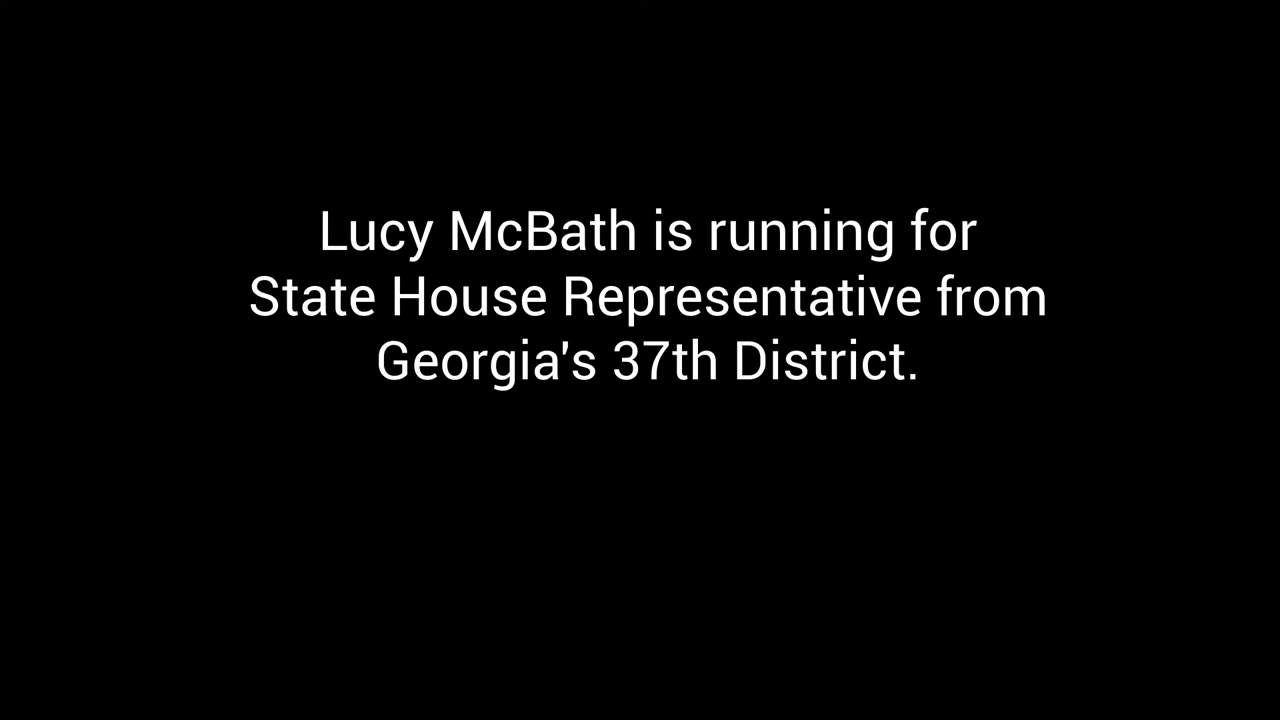 Lucy McBath is running for
State House Representative from
Georgia's 37th District.